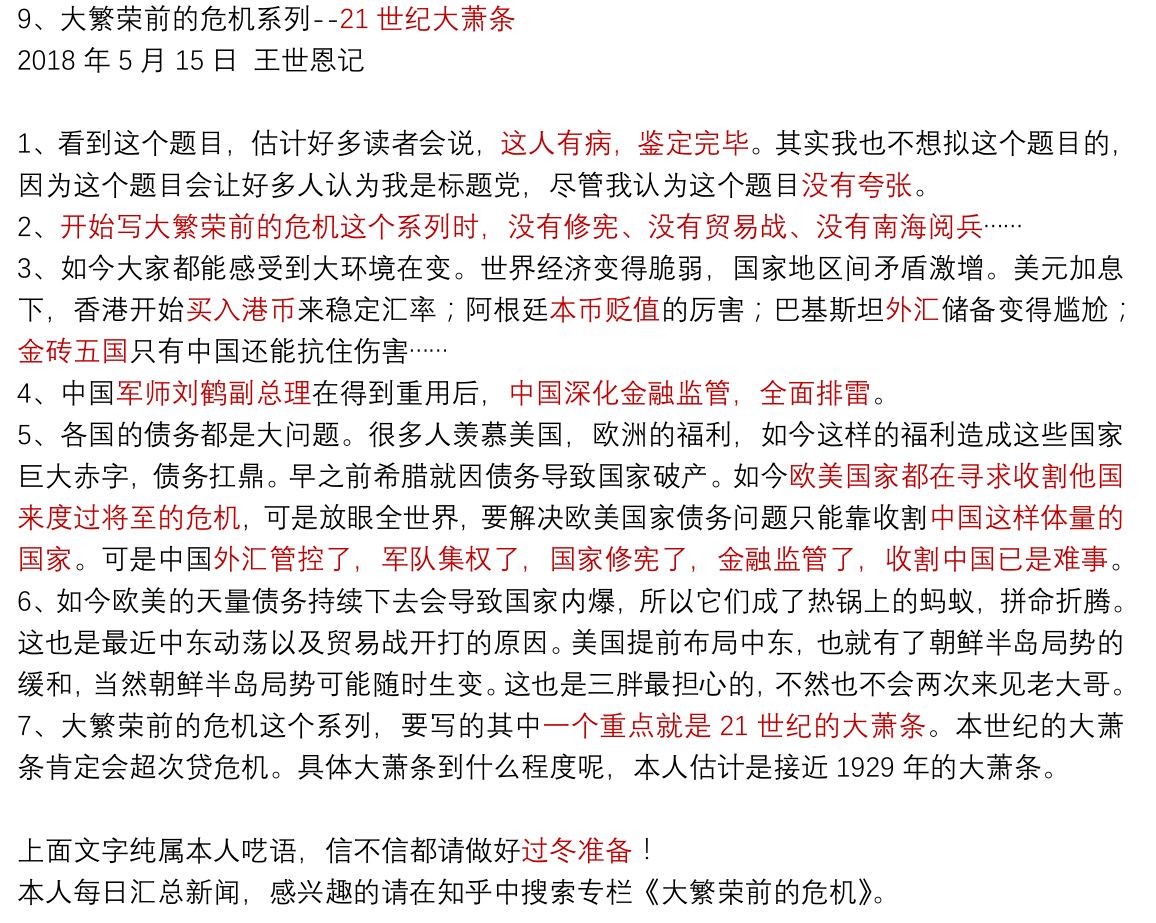 9、大繁荣前的危机系列--21 世纪大萧条
2018 年 5 月 15 日 王世恩记
1、看到这个题目，估计好多读者会说，这人有病，鉴定完毕。其实我也不想拟这个题目的，
因为这个题目会让好多人认为我是标题党，尽管我认为这个题目没有夸张。
2、开始写大繁荣前的危机这个系列时，没有修宪、没有贸易战、没有南海阅兵……
3、如今大家都能感受到大环境在变。世界经济变得脆弱，国家地区间矛盾激增。美元加息
下，香港开始买入港币来稳定汇率；阿根廷本币贬值的厉害；巴基斯坦外汇储备变得尴尬；
金砖五国只有中国还能抗住伤害……
4、中国军师刘鹤副总理在得到重用后，中国深化金融监管，全面排雷。
5、各国的债务都是大问题。很多人羡慕美国，欧洲的福利，如今这样的福利造成这些国家
巨大赤字，债务扛鼎。早之前希腊就因债务导致国家破产。如今欧美国家都在寻求收割他国
来度过将至的危机，可是放眼全世界，要解决欧美国家债务问题只能靠收割中国这样体量的
国家。可是中国外汇管控了，军队集权了，国家修宪了，金融监管了，收割中国已是难事。
6、如今欧美的天量债务持续下去会导致国家内爆，所以它们成了热锅上的蚂蚁，拼命折腾。
这也是最近中东动荡以及贸易战开打的原因。美国提前布局中东，也就有了朝鲜半岛局势的
缓和，当然朝鲜半岛局势可能随时生变。这也是三胖最担心的，不然也不会两次来见老大哥。
7、大繁荣前的危机这个系列，要写的其中一个重点就是 21 世纪的大萧条。本世纪的大萧
条肯定会超次贷危机。具体大萧条到什么程度呢，本人估计是接近 1929 年的大萧条。
上面文字纯属本人呓语，信不信都请做好过冬准备！
本人每日汇总新闻，感兴趣的请在知乎中搜索专栏《大繁荣前的危机》。